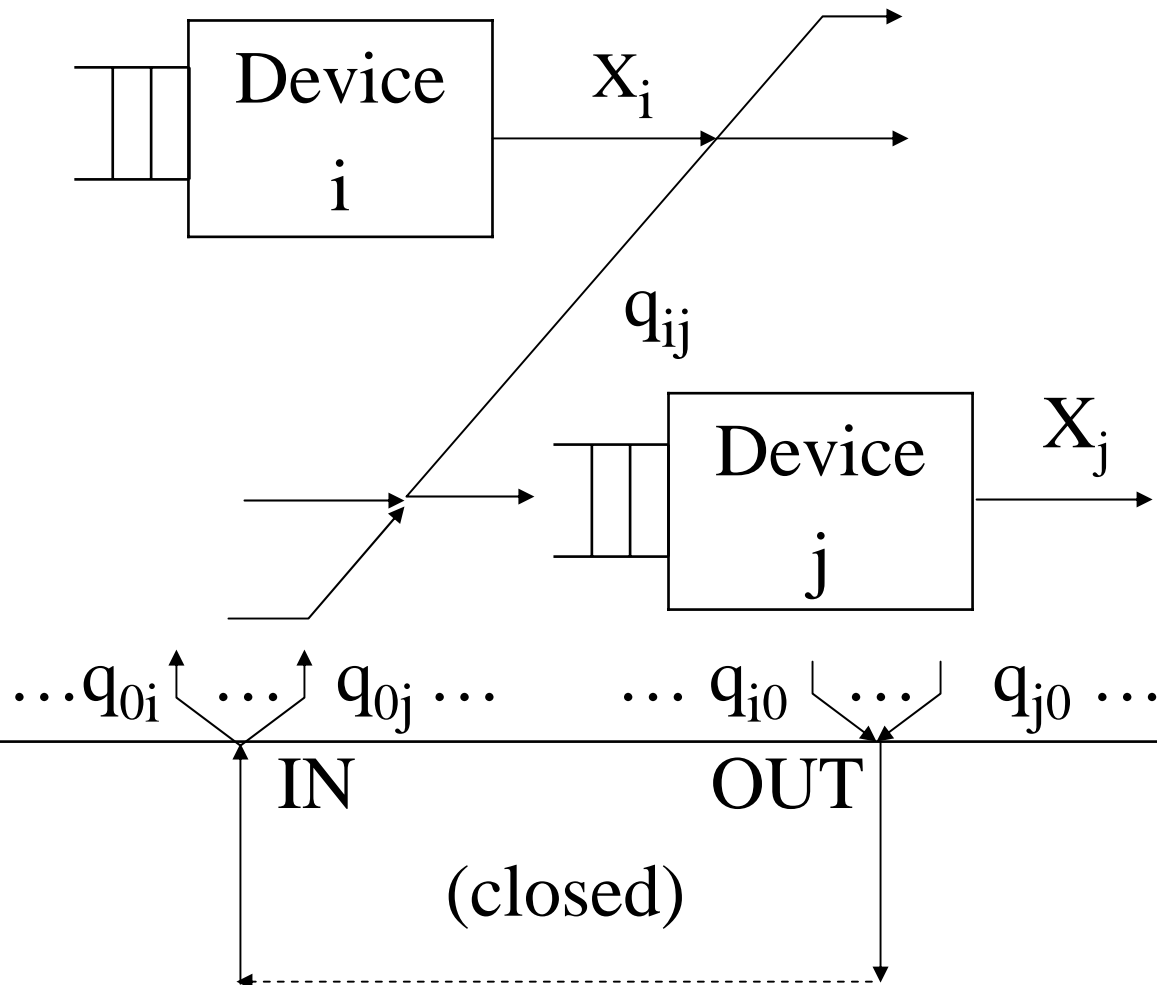 Device
i
X_i
q_ij
Device
j
X_j
…q_0i … q_0j … … q_i0 … q_j0 …
IN OUT
(closed)